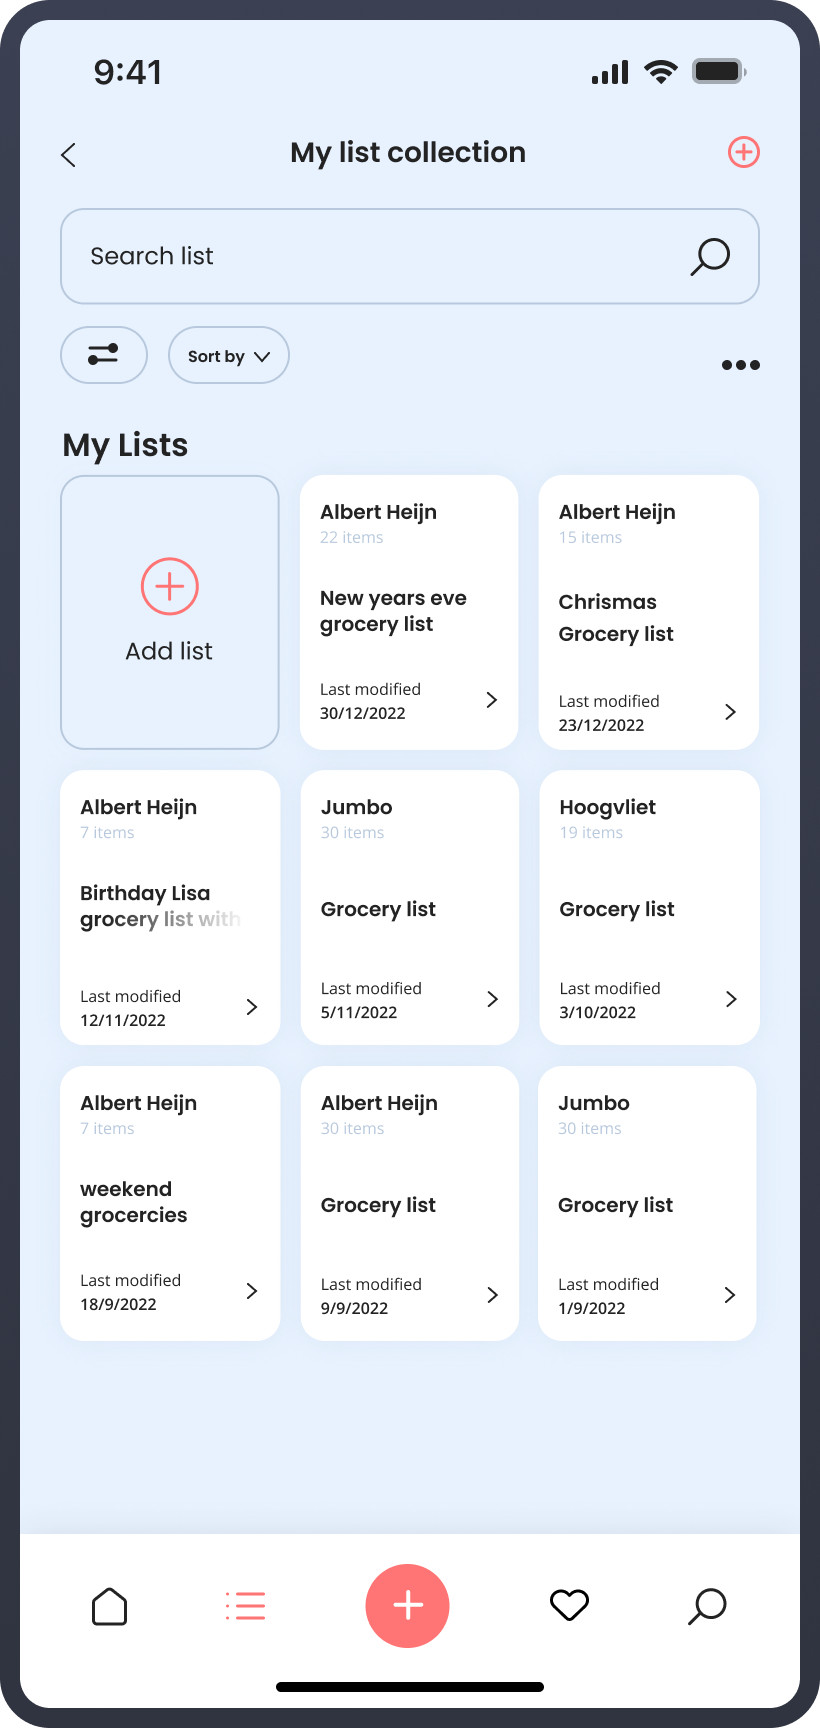 9:41
My list collection
Search list
Sort by
My Lists
Add list
Albert Heijn
22 items
New years eve
grocery list
Last modified
30/12/2022
Albert Heijn
15 items
Chrismas
Grocery list
Last modified
23/12/2022
Albert Heijn
7 items
Birthday Lisa
grocery list with
Last modified
12/11/2022
Jumbo
30 items
Grocery list
Last modified
5/11/2022
Hoogvliet
19 items
Grocery list
Last modified
3/10/2022
Albert Heijn
7 items
weekend
grocercies
Last modified
18/9/2022
Albert Heijn
30 items
Grocery list
Last modified
9/9/2022
Jumbo
30 items
Grocery list
Last modified
1/9/2022